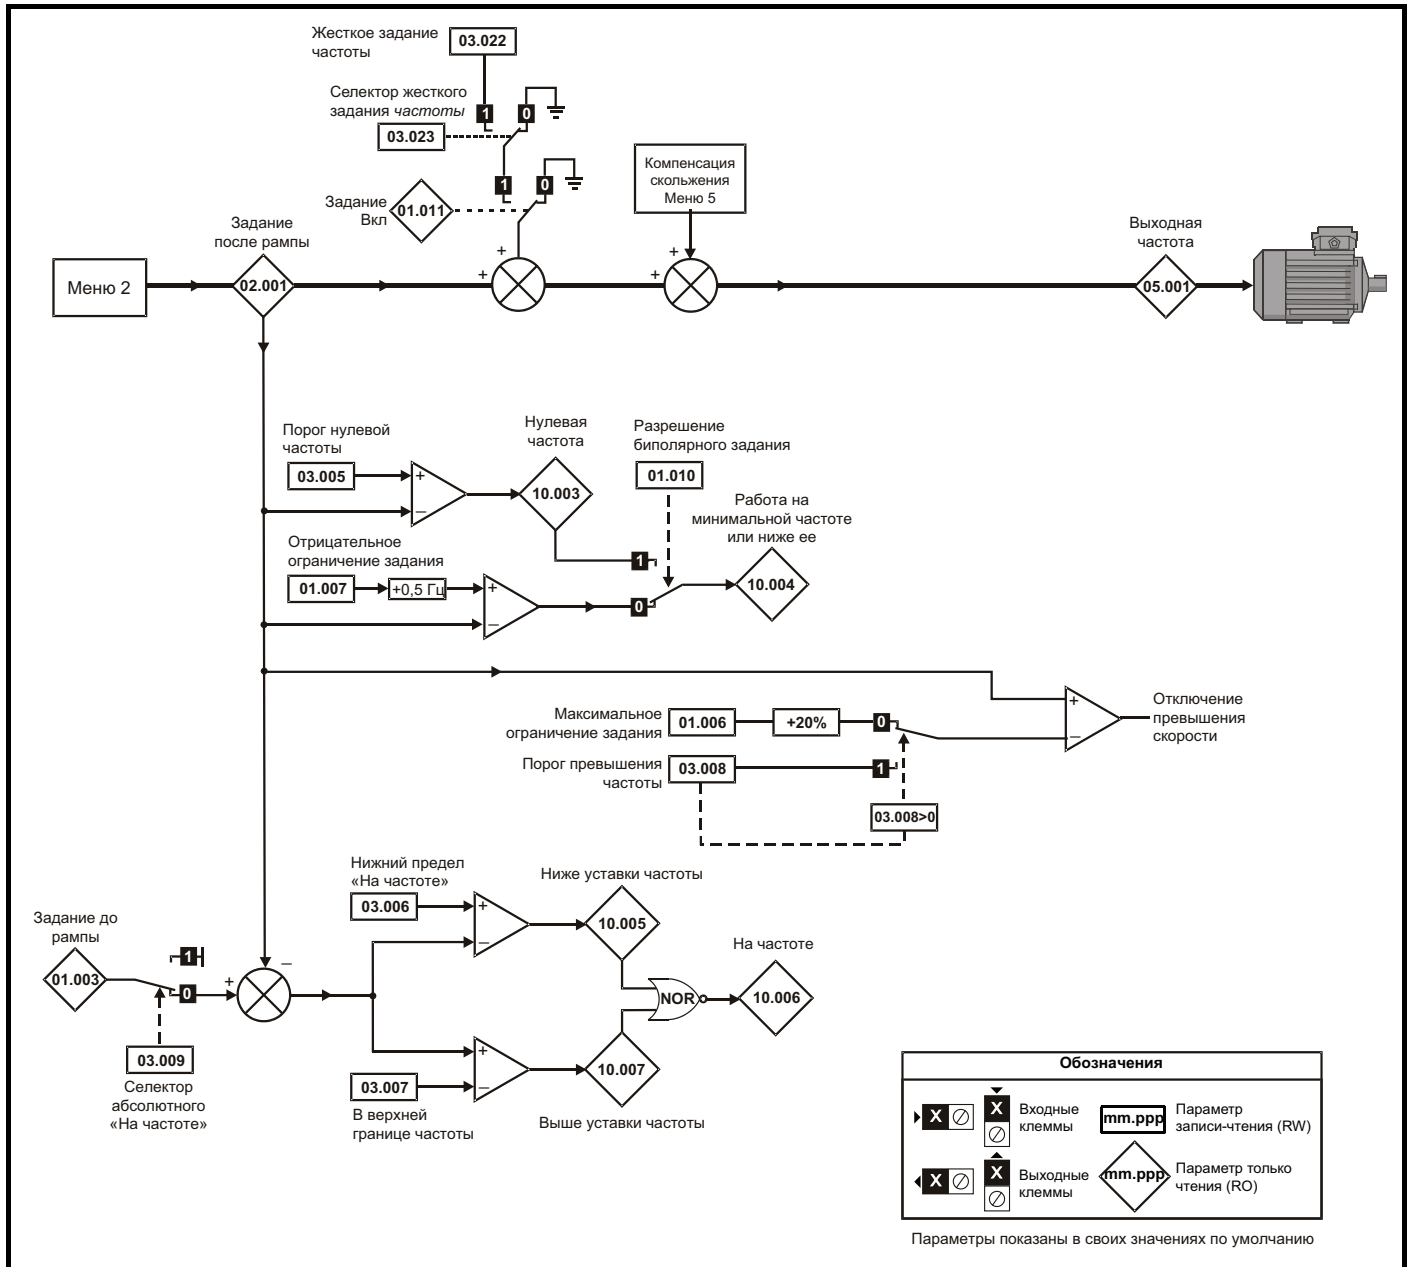 Жесткое задание
частоты
03.022
Селектор жесткого
задания частоты
1
0
03.023
1
0
Задание
Вкл
01.011
Компенсация
скольжения
Меню 5
Задание
после рампы
Выходная
частота
Меню 2
02.001
+
+
+
+
05.001
Порог нулевой
частоты
03.005
+
–
Нулевая
частота
10.003
Разрешение
биполярного задания
01.010
Работа на
минимальной частоте
или ниже ее
10.004
1
0
Отрицательное
ограничение задания
01.007
+0,5 Гц
+
–
Максимальное
ограничение задания
01.006
+20%
0
Порог превышения
частоты
03.008
1
03.008>0
+
–
Отключение
превышения
скорости
Нижний предел
«На частоте»
03.006
+
–
Ниже уставки частоты
10.005
Задание до
рампы
01.003
1
0
+
–
NOR
На частоте
10.006
03.009
Селектор
абсолютного
«На частоте»
+
–
03.007
В верхней
границе частоты
10.007
Выше уставки частоты
Обозначения
X
X
Входные
клеммы
mm.ppp
Параметр
записи-чтения (RW)
X
X
Выходные
клеммы
mm.ppp
Параметр только
чтения (RO)
Параметры показаны в своих значениях по умолчанию